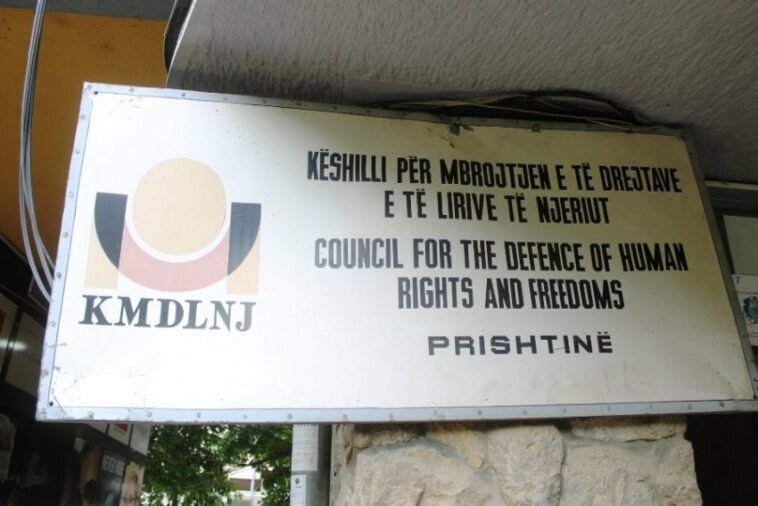 KËSHILLI PËR MBROJTJEN E TË DREJTAVE
E TË LIRIVE TË NJERIUT
COUNCIL FOR THE DEFENCE OF HUMAN
RIGHTS AND FREEDOMS
PRISHTINË
KMDLNJ